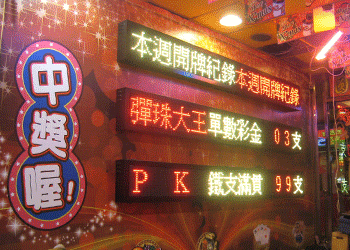 中獎喔!
本週開牌紀錄本週開牌紀錄
彈珠大王單數彩金 03支
PK 鐵支滿貫 99支